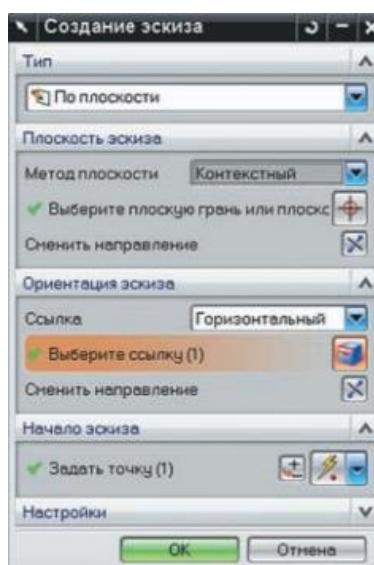 Создание эскиза
Тип
По плоскости
Плоскость эскиза
Метод плоскости Контекстный
Выберите плоскую грань или плоскс
Сменить направление
Ориентация эскиза
Ссылка Горизонтальный
Выберите ссылку (1)
Сменить направление
Начало эскиза
Задать точку (1)
Настройки
OK Отмена